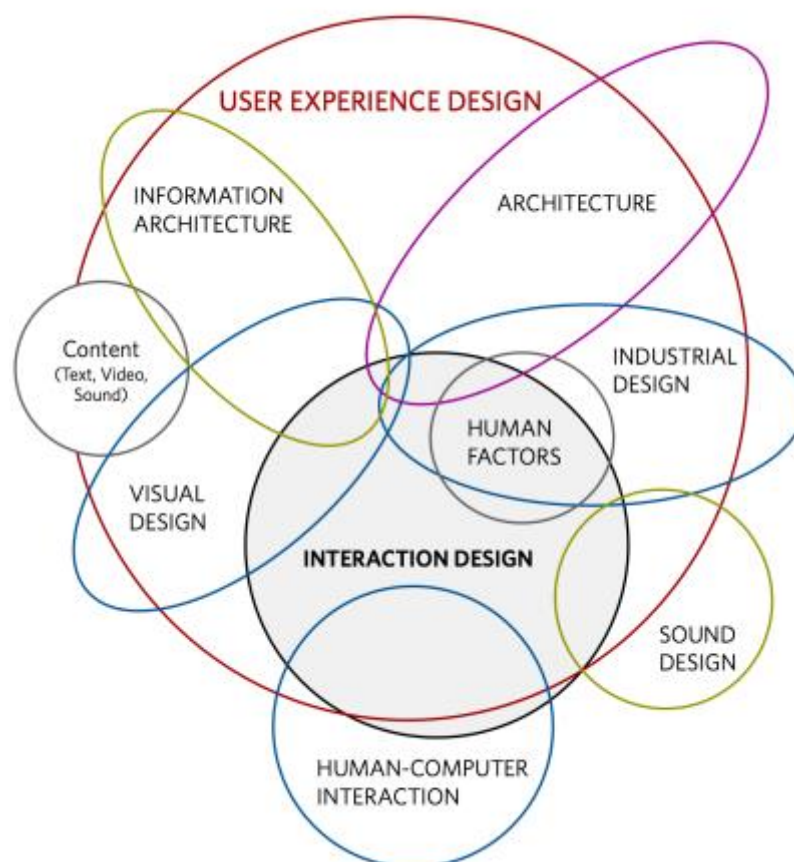 USER EXPERIENCE DESIGN
INFORMATION
ARCHITECTURE
ARCHITECTURE
Content
(Text, Video,
Sound)
INDUSTRIAL
DESIGN
HUMAN
FACTORS
VISUAL
DESIGN
INTERACTION DESIGN
SOUND
DESIGN
HUMAN-COMPUTER
INTERACTION